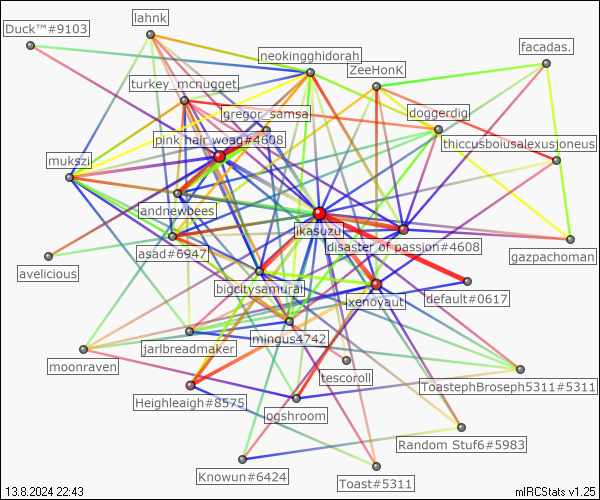 lahnk
Duck™#9103
neokingghidorah
facadas.
ZeeHonK
turkey_mcnugget
gregor_samsa
doggerdig
pink hair woag#4608
thiccusboiusalexusjoneus
mukszi
andnewbees
ikasuzu
disaster of passion#4608
asad#6947
gazpachoman
avelicious
bigcitysamurai
xenoyaut
default#0617
mingus4742
jarlbreadmaker
moonraven
tescoroll
ToastephBroseph5311#5311
Heighleigh#8575
ogshroom
Random Stuf6#5983
Knowun#6424
Toast#5311
13.8.2024 22:43
mIRCStats v1.25